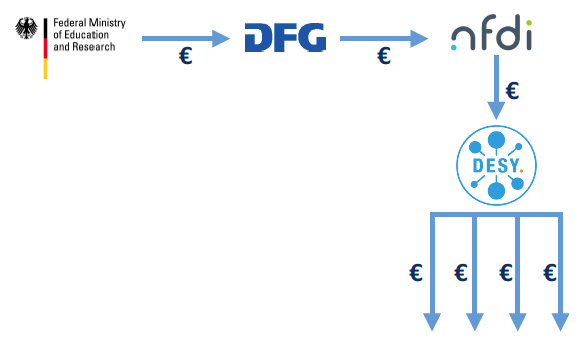 Federal Ministry
of Education
and Research
€
DFG
€
nfdi
€
DESY.
€ € € €